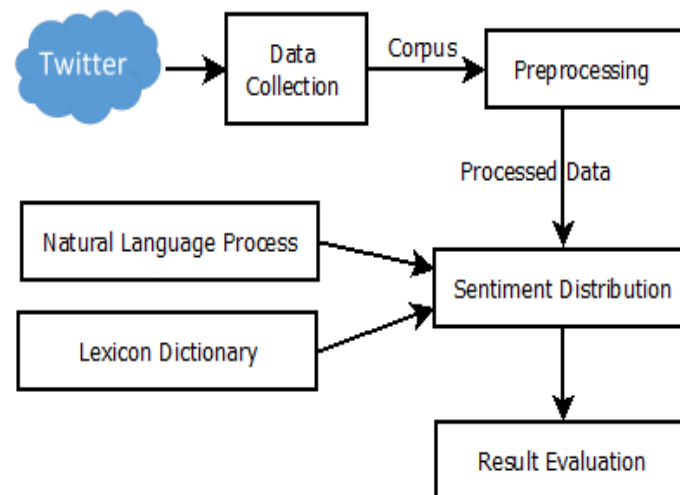 Twitter
Data
Collection
Corpus
Preprocessing
Processed Data
Natural Language Process
Sentiment Distribution
Lexicon Dictionary
Result Evaluation